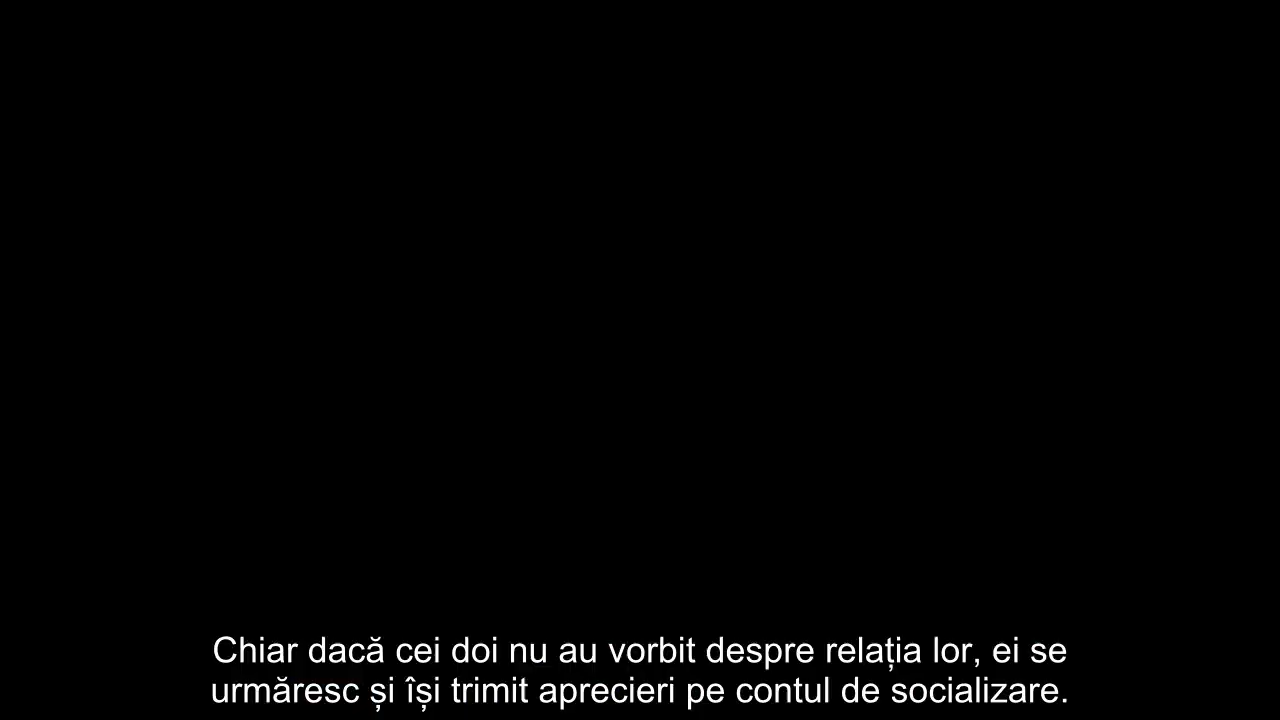 Chiar dacă cei doi nu au vorbit despre relația lor, ei se
urmăresc și își trimit aprecieri pe contul de socializare.